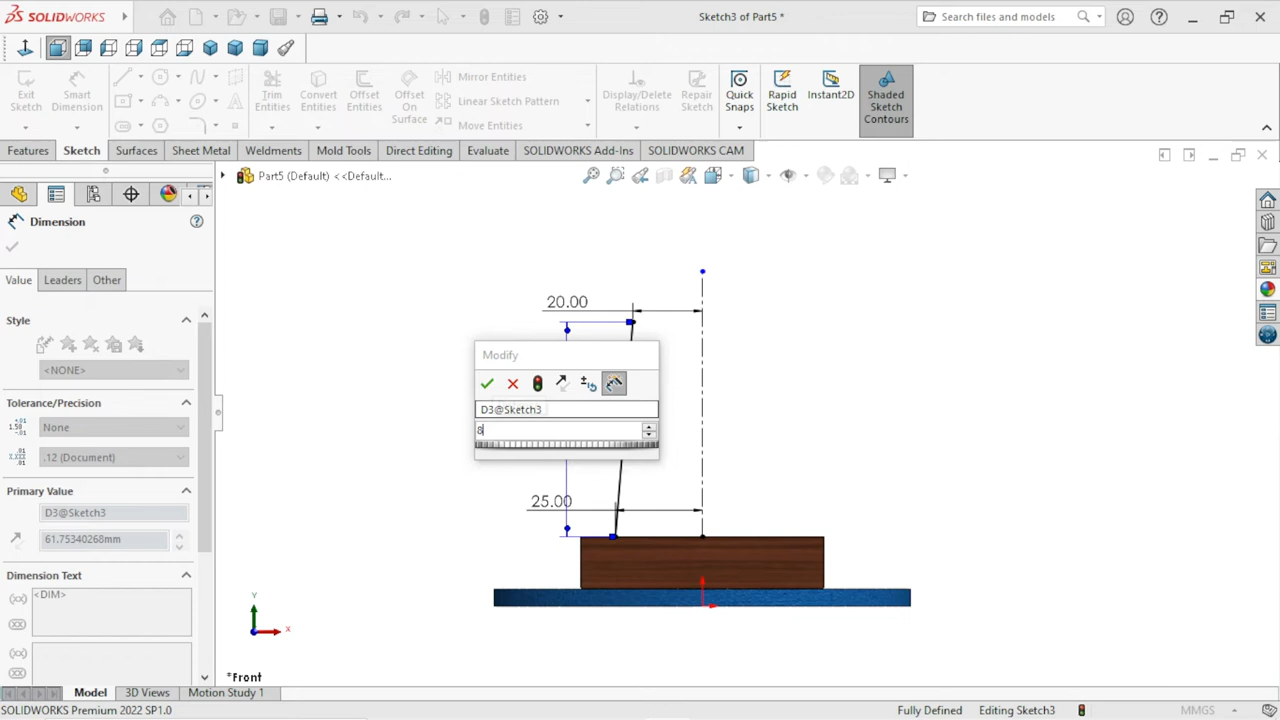 SOLIDWORKS
Sketch3 of Part5 *
Search files and models
Exit Sketch
Smart Dimension
Trim Entities
Convert Entities
Offset Entities
Offset On Surface
Mirror Entities
Linear Sketch Pattern
Move Entities
Display/Delete Relations
Repair Sketch
Quick Snaps
Rapid Sketch
Instant2D
Shaded Sketch Contours
Features
Sketch
Surfaces
Sheet Metal
Weldments
Mold Tools
Direct Editing
Evaluate
SOLIDWORKS Add-Ins
SOLIDWORKS CAM
Part5 (Default) <<Default...
Dimension
Value
Leaders
Other
Style
<NONE>
Tolerance/Precision
None
.12 (Document)
Primary Value
D3@Sketch3
61.75340268mm
Dimension Text
<DIM>
20.00
Modify
D3@Sketch3
8
25.00
Y
X
*Front
Model
3D Views
Motion Study 1
SOLIDWORKS Premium 2022 SP1.0
Fully Defined
Editing Sketch3
MMGS